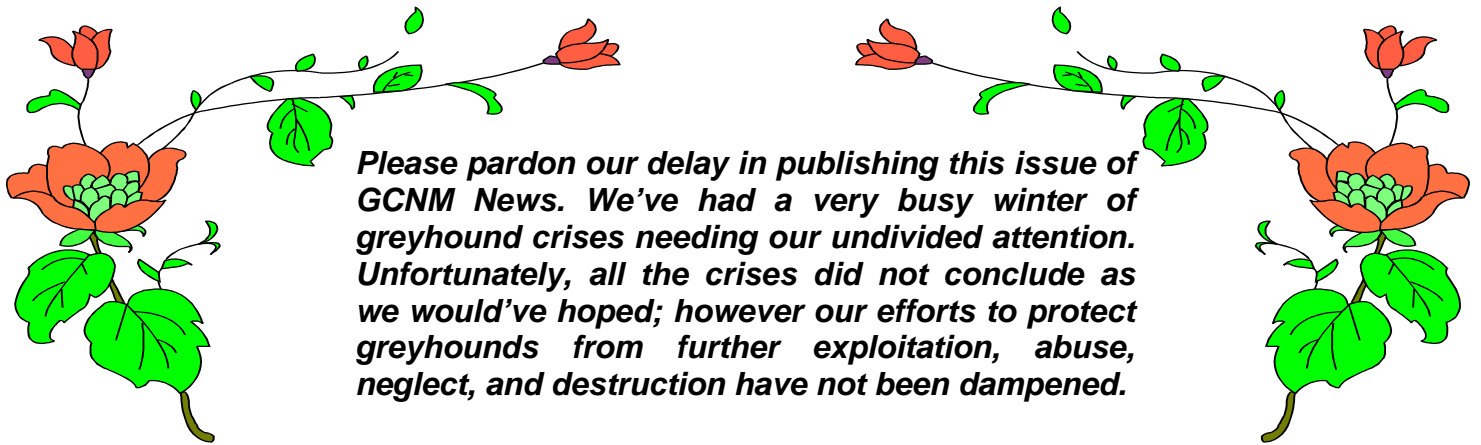 Please pardon our delay in publishing this issue of
GCNM News. We’ve had a very busy winter of
greyhound crises needing our undivided attention.
Unfortunately, all the crises did not conclude as
we would’ve hoped; however our efforts to protect
greyhounds from further exploitation, abuse,
neglect, and destruction have not been dampened.